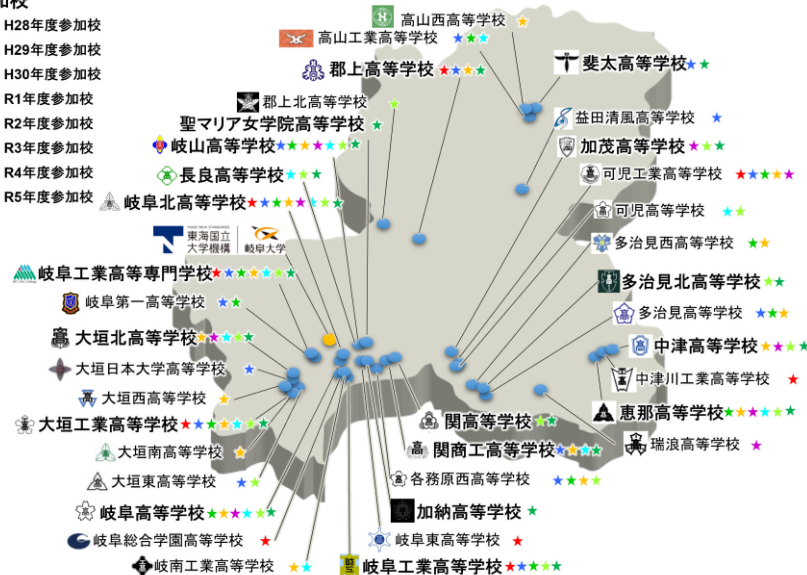 加校
H28年度参加校
H29年度参加校
H30年度参加校
R1年度参加校
R2年度参加校
R3年度参加校
R4年度参加校
R5年度参加校
高山西高等学校
高山工業高等学校
郡上高等学校
郡上北高等学校
聖マリア女学院高等学校
岐山高等学校
長良高等学校
岐阜北高等学校
東海国立
大学機構
岐阜大学
岐阜工業高等専門学校
岐阜第一高等学校
大垣北高等学校
大垣日本大学高等学校
大垣西高等学校
大垣工業高等学校
大垣南高等学校
大垣東高等学校
岐阜高等学校
岐阜総合学園高等学校
岐南工業高等学校
斐太高等学校
益田清風高等学校
加茂高等学校
可児工業高等学校
可児高等学校
多治見西高等学校
多治見北高等学校
多治見高等学校
中津高等学校
中津川工業高等学校
恵那高等学校
瑞浪高等学校
関高等学校
関商工高等学校
各務原西高等学校
加納高等学校
岐阜東高等学校
岐阜工業高等学校